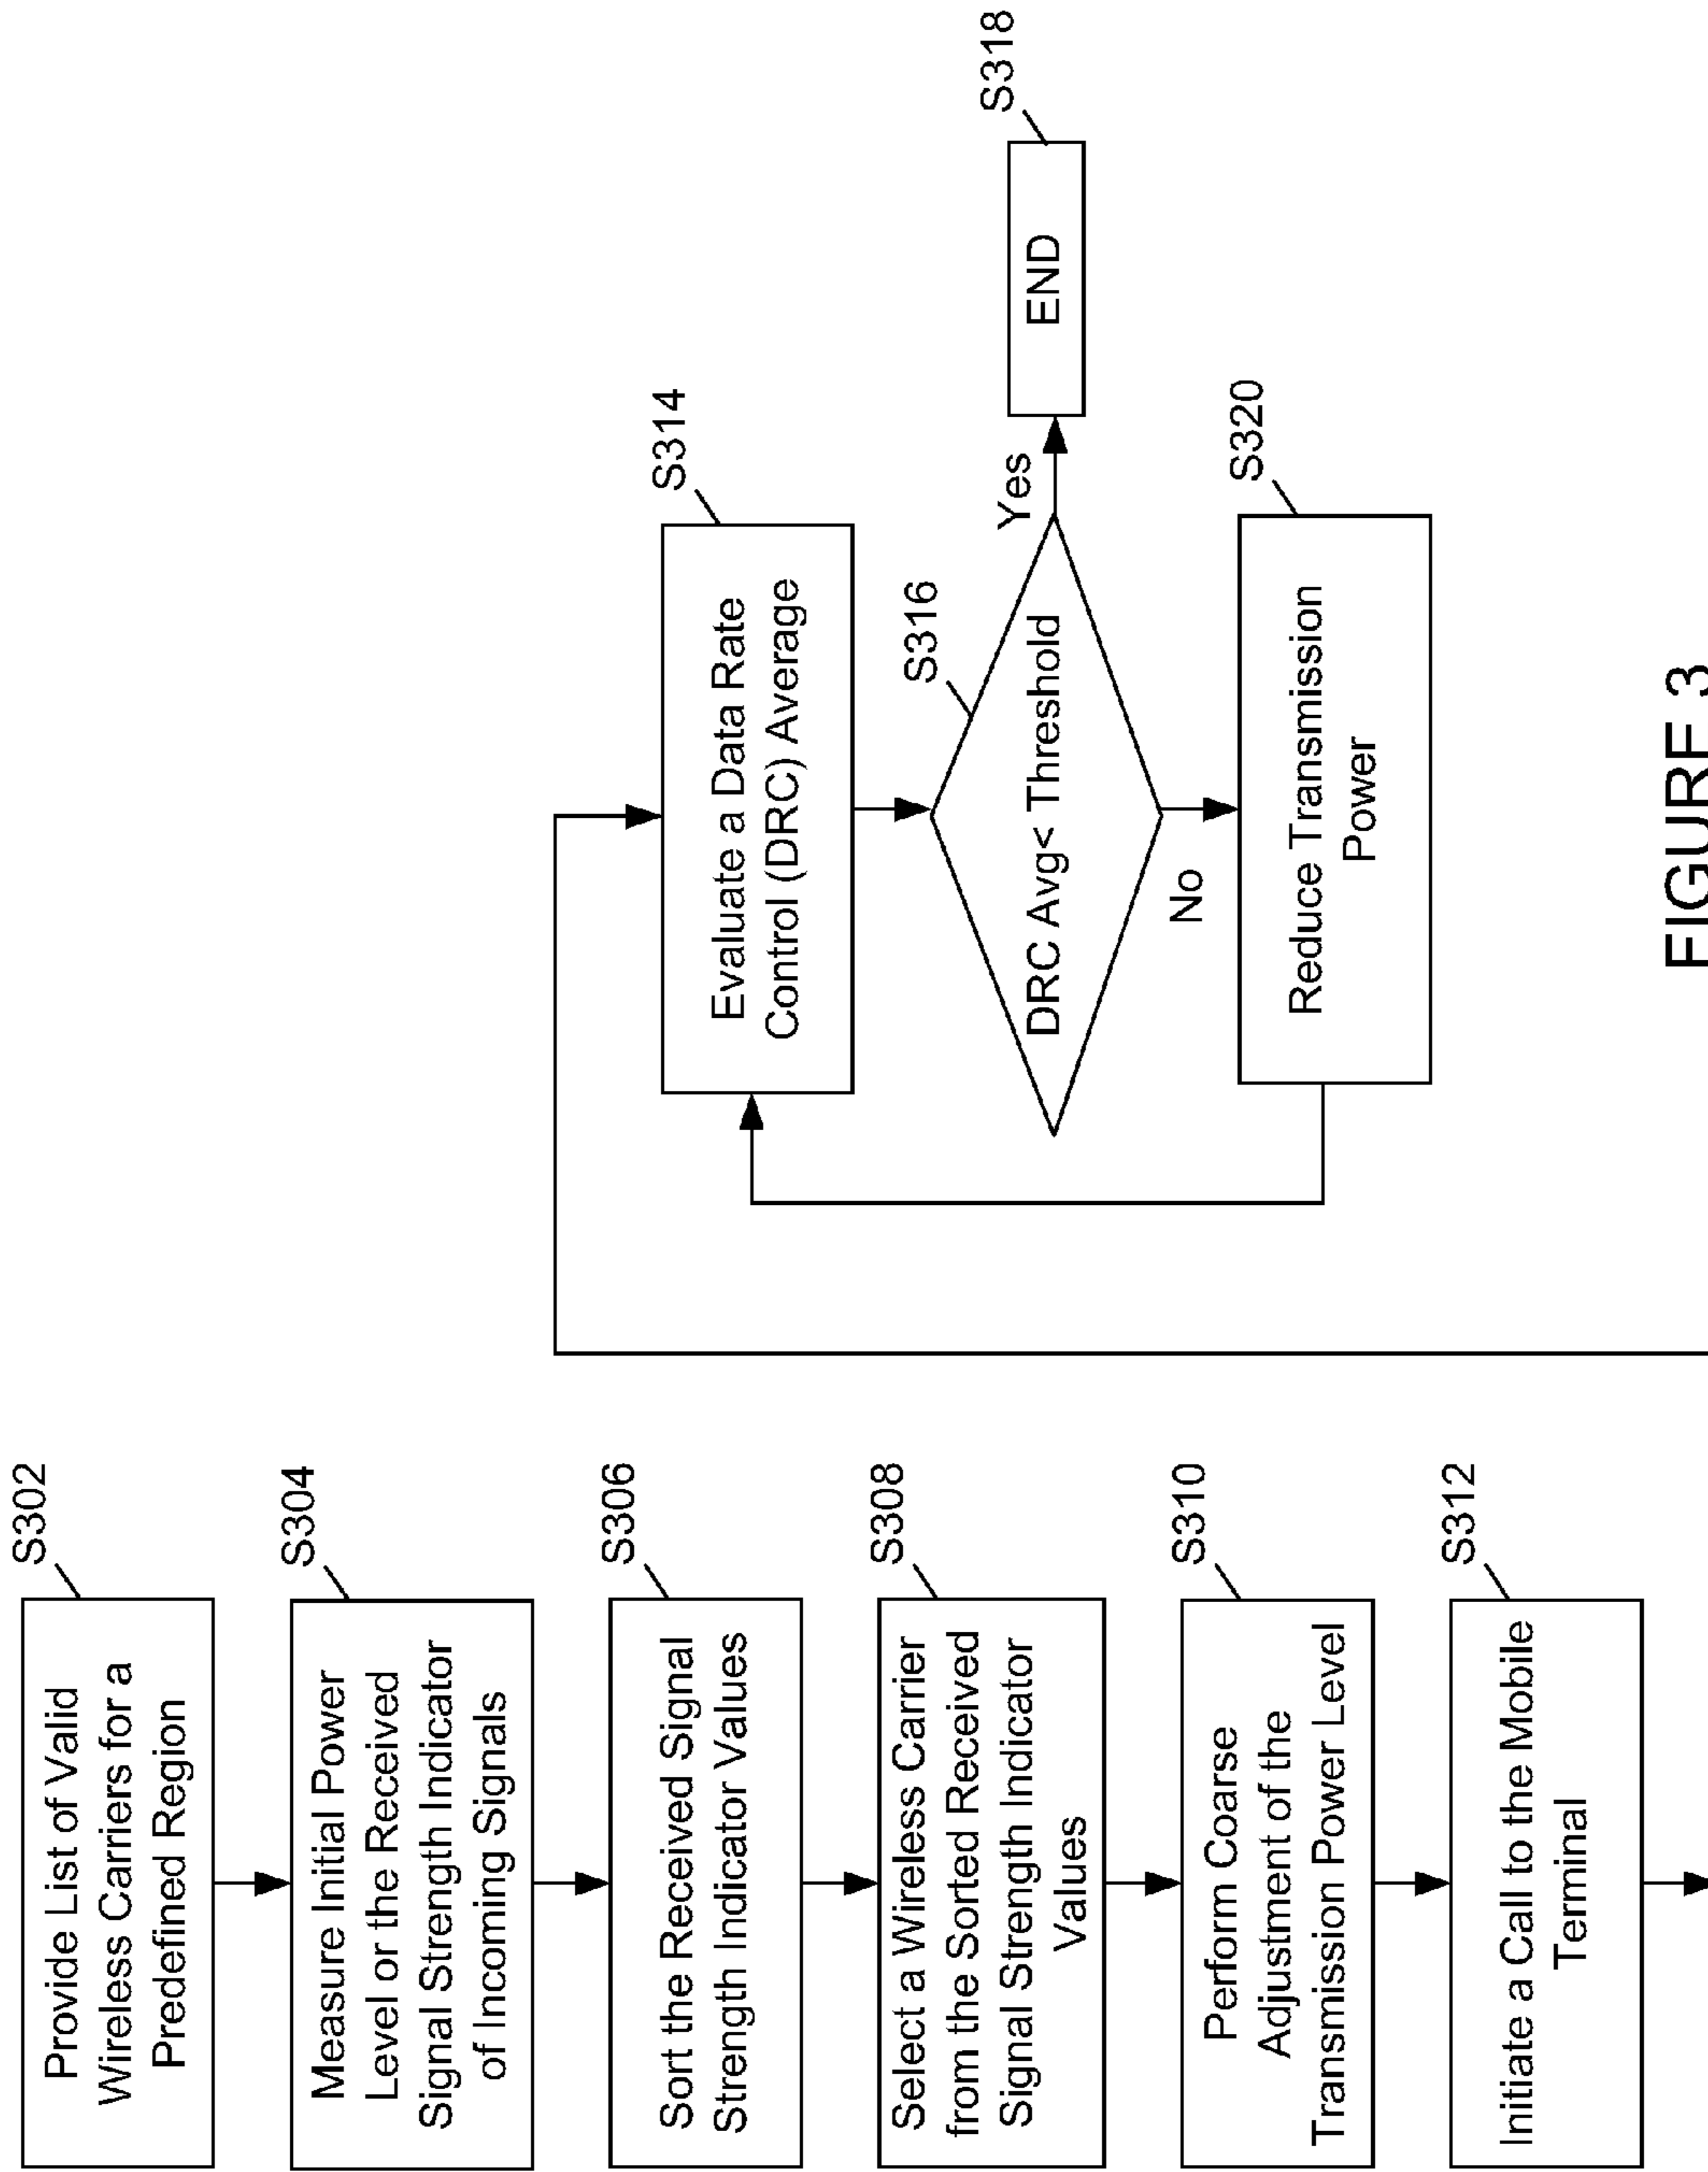 S302
Provide List of Valid
Wireless Carriers for a
Predefined Region
S304
Measure Initial Power
Level or the Received
Signal Strength Indicator
of Incoming Signals
S306
Sort the Received Signal
Strength Indicator Values
S308
Select a Wireless Carrier
from the Sorted Received
Signal Strength Indicator
Values
S310
Perform Coarse
Adjustment of the
Transmission Power Level
S312
Initiate a Call to the Mobile
Terminal
S314
Evaluate a Data Rate
Control (DRC) Average
S316
DRC Avg< Threshold
Yes
S318
END
No
S320
Reduce Transmission
Power
FIGURE 3